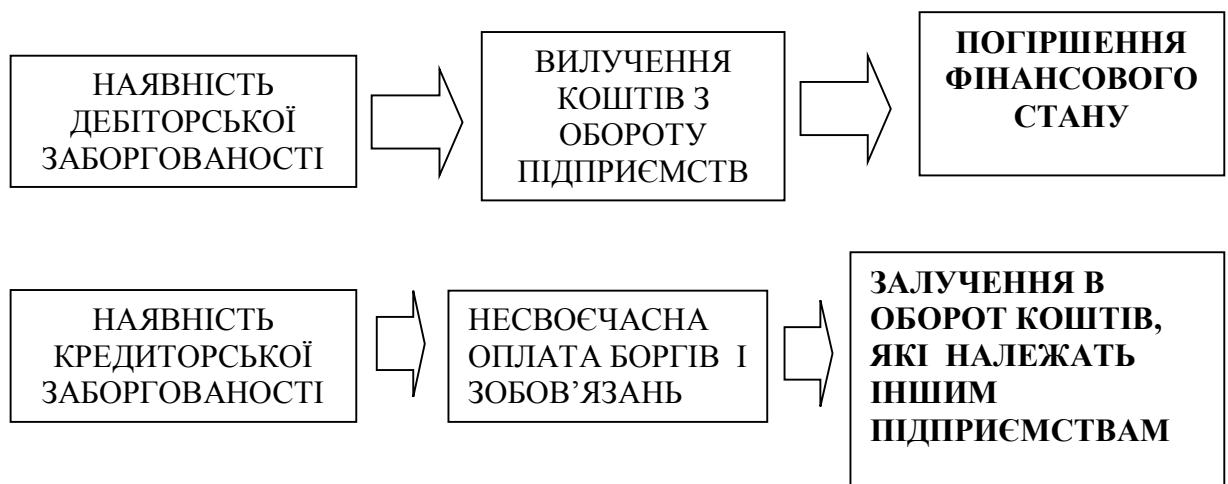 НАЯВНІСТЬ
ДЕБІТОРСЬКОЇ
ЗАБОРГОВАНОСТІ
ВИЛУЧЕННЯ
КОШТІВ З
ОБОРОТУ
ПІДПРИЄМСТВ
ПОГІРШЕННЯ
ФІНАНСОВОГО
СТАНУ
НАЯВНІСТЬ
КРЕДИТОРСЬКОЇ
ЗАБОРГОВАНОСТІ
НЕСВОЄЧАСНА
ОПЛАТА БОРГІВ І
ЗОБОВ’ЯЗАНЬ
ЗАЛУЧЕННЯ В
ОБОРОТ КОШТІВ,
ЯКІ НАЛЕЖАТЬ
ІНШИМ
ПІДПРИЄМСТВАМ